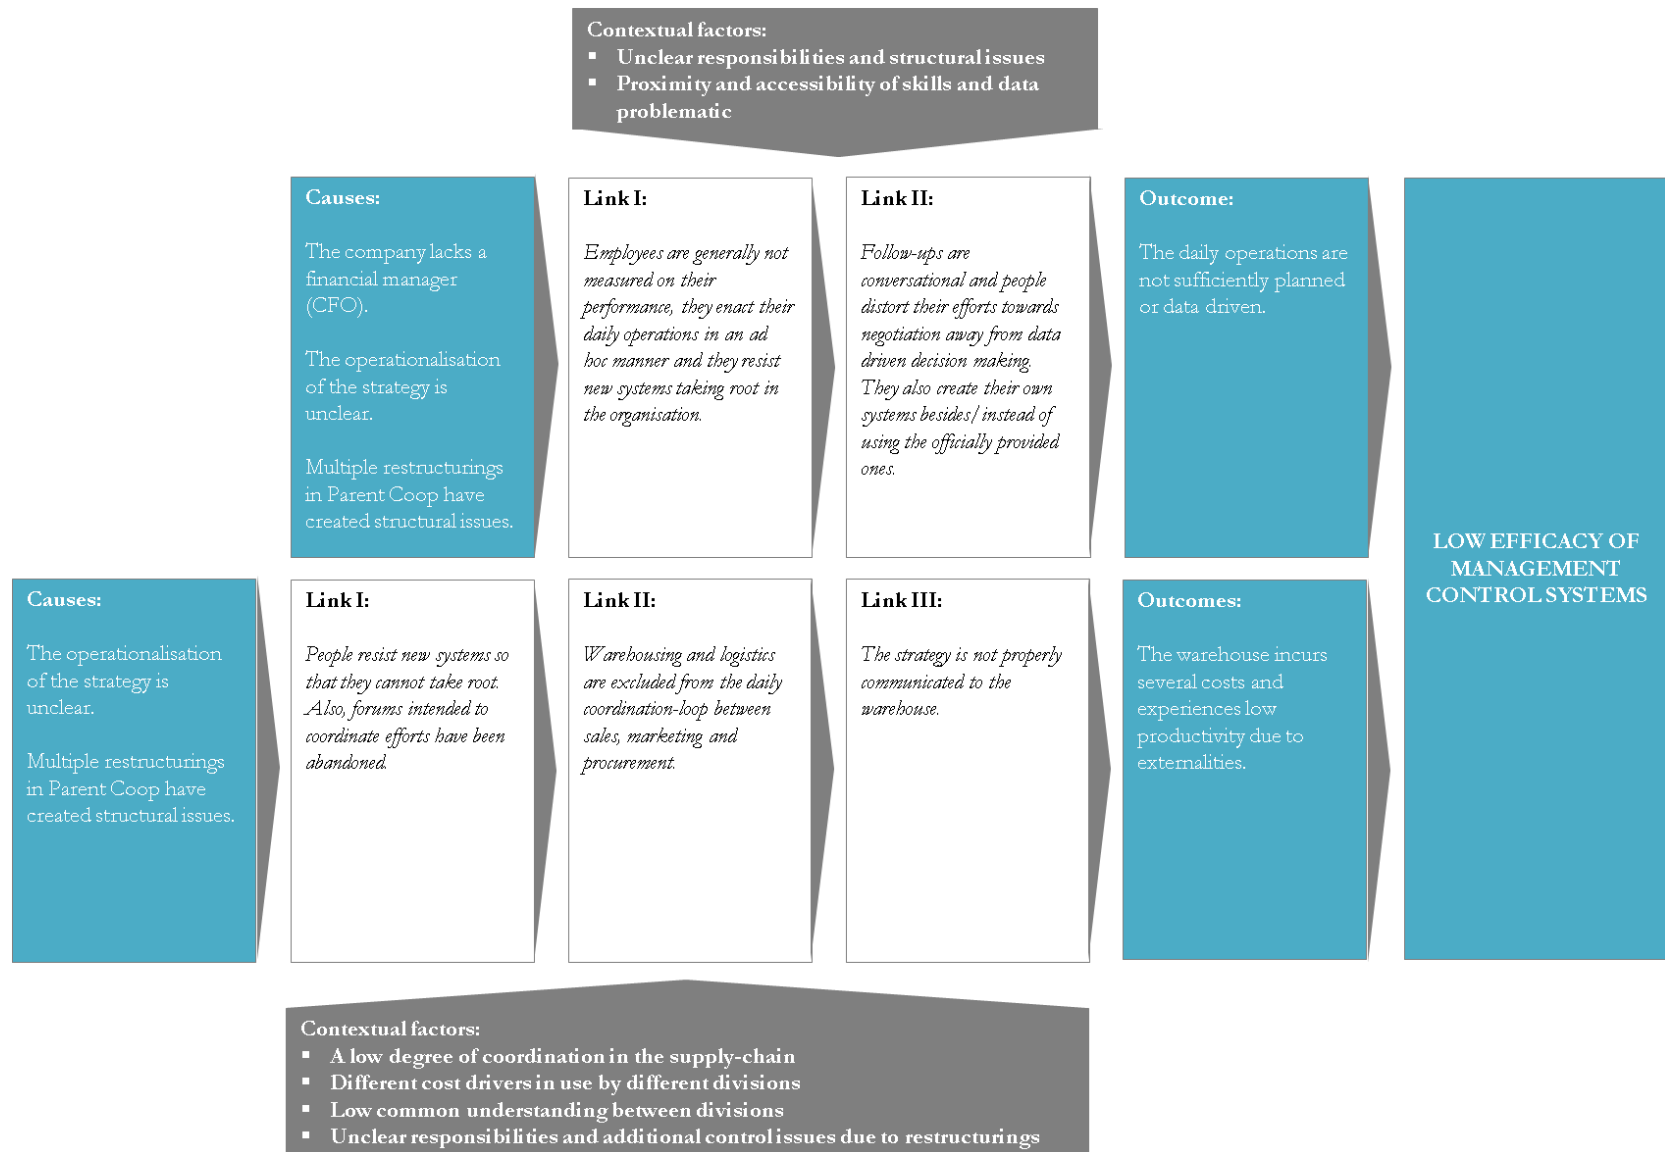 Contextual factors:
▪ Unclear responsibilities and structural issues
▪ Proximity and accessibility of skills and data
problematic
Causes:
The company lacks a
financial manager
(CFO).
The operationalisation
of the strategy is
unclear.
Multiple restructurings
in Parent Coop have
created structural issues.
Link I:
Employees are generally not
measured on their
performance, they enact their
daily operations in an ad
hoc manner and they resist
new systems taking root in
the organisation.
Link II:
Follow-ups are
conversational and people
distort their efforts towards
negotiation away from data
driven decision making.
They also create their own
systems besides/instead of
using the officially provided
ones.
Outcome:
The daily operations are
not sufficiently planned
or data driven.
LOW EFFICACY OF
MANAGEMENT
CONTROL SYSTEMS
Causes:
The operationalisation
of the strategy is
unclear.
Multiple restructurings
in Parent Coop have
created structural issues.
Link I:
People resist new systems so
that they cannot take root.
Also, forums intended to
coordinate efforts have been
abandoned.
Link II:
Warehousing and logistics
are excluded from the daily
coordination-loop between
sales, marketing and
procurement.
Link III:
The strategy is not properly
communicated to the
warehouse.
Outcomes:
The warehouse incurs
several costs and
experiences low
productivity due to
externalities.
Contextual factors:
▪ A low degree of coordination in the supply-chain
▪ Different cost drivers in use by different divisions
▪ Low common understanding between divisions
▪ Unclear responsibilities and additional control issues due to restructurings